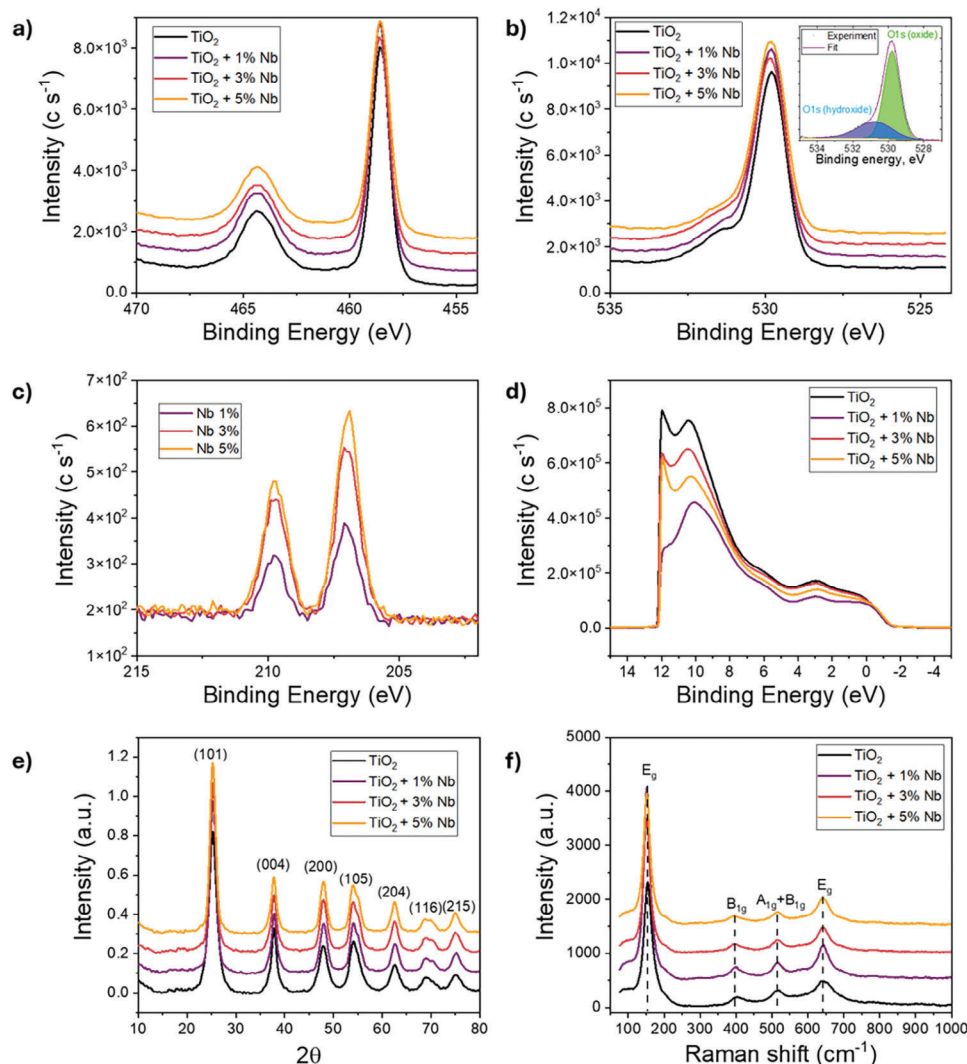 a)
TiO₂
TiO₂ + 1% Nb
TiO₂ + 3% Nb
TiO₂ + 5% Nb
Intensity (c s⁻¹)
8.0×10³
6.0×10³
4.0×10³
2.0×10³
0.0
470 465 460 455
Binding Energy (eV)
b)
TiO₂
TiO₂ + 1% Nb
TiO₂ + 3% Nb
TiO₂ + 5% Nb
Experiment
Fit
O1s (oxide)
O1s (hydroxide)
534 532 530 528
Binding energy, eV
Intensity (c s⁻¹)
1.2×10⁴
1.0×10⁴
8.0×10³
6.0×10³
4.0×10³
2.0×10³
0.0
535 530 525
Binding Energy (eV)
c)
Nb 1%
Nb 3%
Nb 5%
Intensity (c s⁻¹)
7×10²
6×10²
5×10²
4×10²
3×10²
2×10²
1×10²
215 210 205
Binding Energy (eV)
d)
TiO₂
TiO₂ + 1% Nb
TiO₂ + 3% Nb
TiO₂ + 5% Nb
Intensity (c s⁻¹)
8.0×10⁵
6.0×10⁵
4.0×10⁵
2.0×10⁵
0.0
15 14 12 10 8 6 4 2 0 -2 -4
Binding Energy (eV)
e)
(101)
TiO₂
TiO₂ + 1% Nb
TiO₂ + 3% Nb
TiO₂ + 5% Nb
(004) (200) (105) (204) (116) (215)
Intensity (a.u.)
1.2
1.0
0.8
0.6
0.4
0.2
0.0
10 20 30 40 50 60 70 80
2θ
f)
E_g
TiO₂
TiO₂ + 1% Nb
TiO₂ + 3% Nb
TiO₂ + 5% Nb
B_1g A_1g+B_1g E_g
Intensity (a.u.)
5000
4000
3000
2000
1000
0
100 200 300 400 500 600 700 800 900 1000
Raman shift (cm⁻¹)